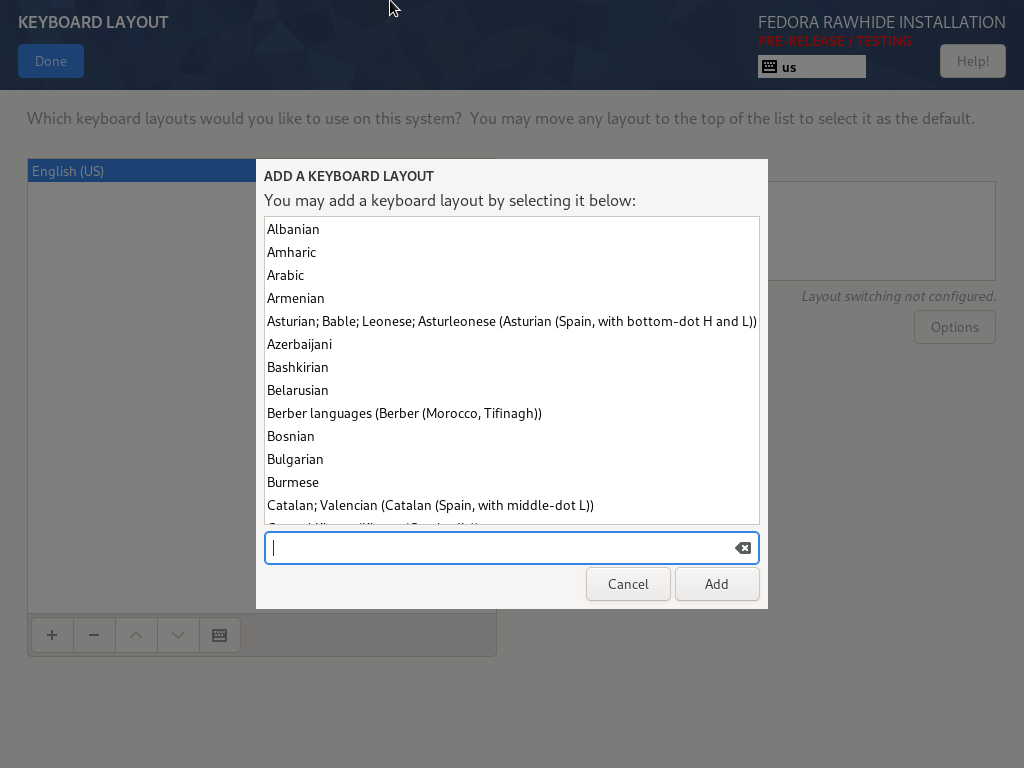 KEYBOARD LAYOUT
FEDORA RAWHIDE INSTALLATION
PRE-RELEASE / TESTING
Done
us
Help!
Which keyboard layouts would you like to use on this system? You may move any layout to the top of the list to select it as the default.
English (US)
ADD A KEYBOARD LAYOUT
You may add a keyboard layout by selecting it below:
Albanian
Amharic
Arabic
Armenian
Asturian; Bable; Leonese; Asturleonese (Asturian (Spain, with bottom-dot H and L))
Azerbaijani
Bashkirian
Belarusian
Berber languages (Berber (Morocco, Tifinagh))
Bosnian
Bulgarian
Burmese
Catalan; Valencian (Catalan (Spain, with middle-dot L))
Layout switching not configured.
Options
Cancel
Add